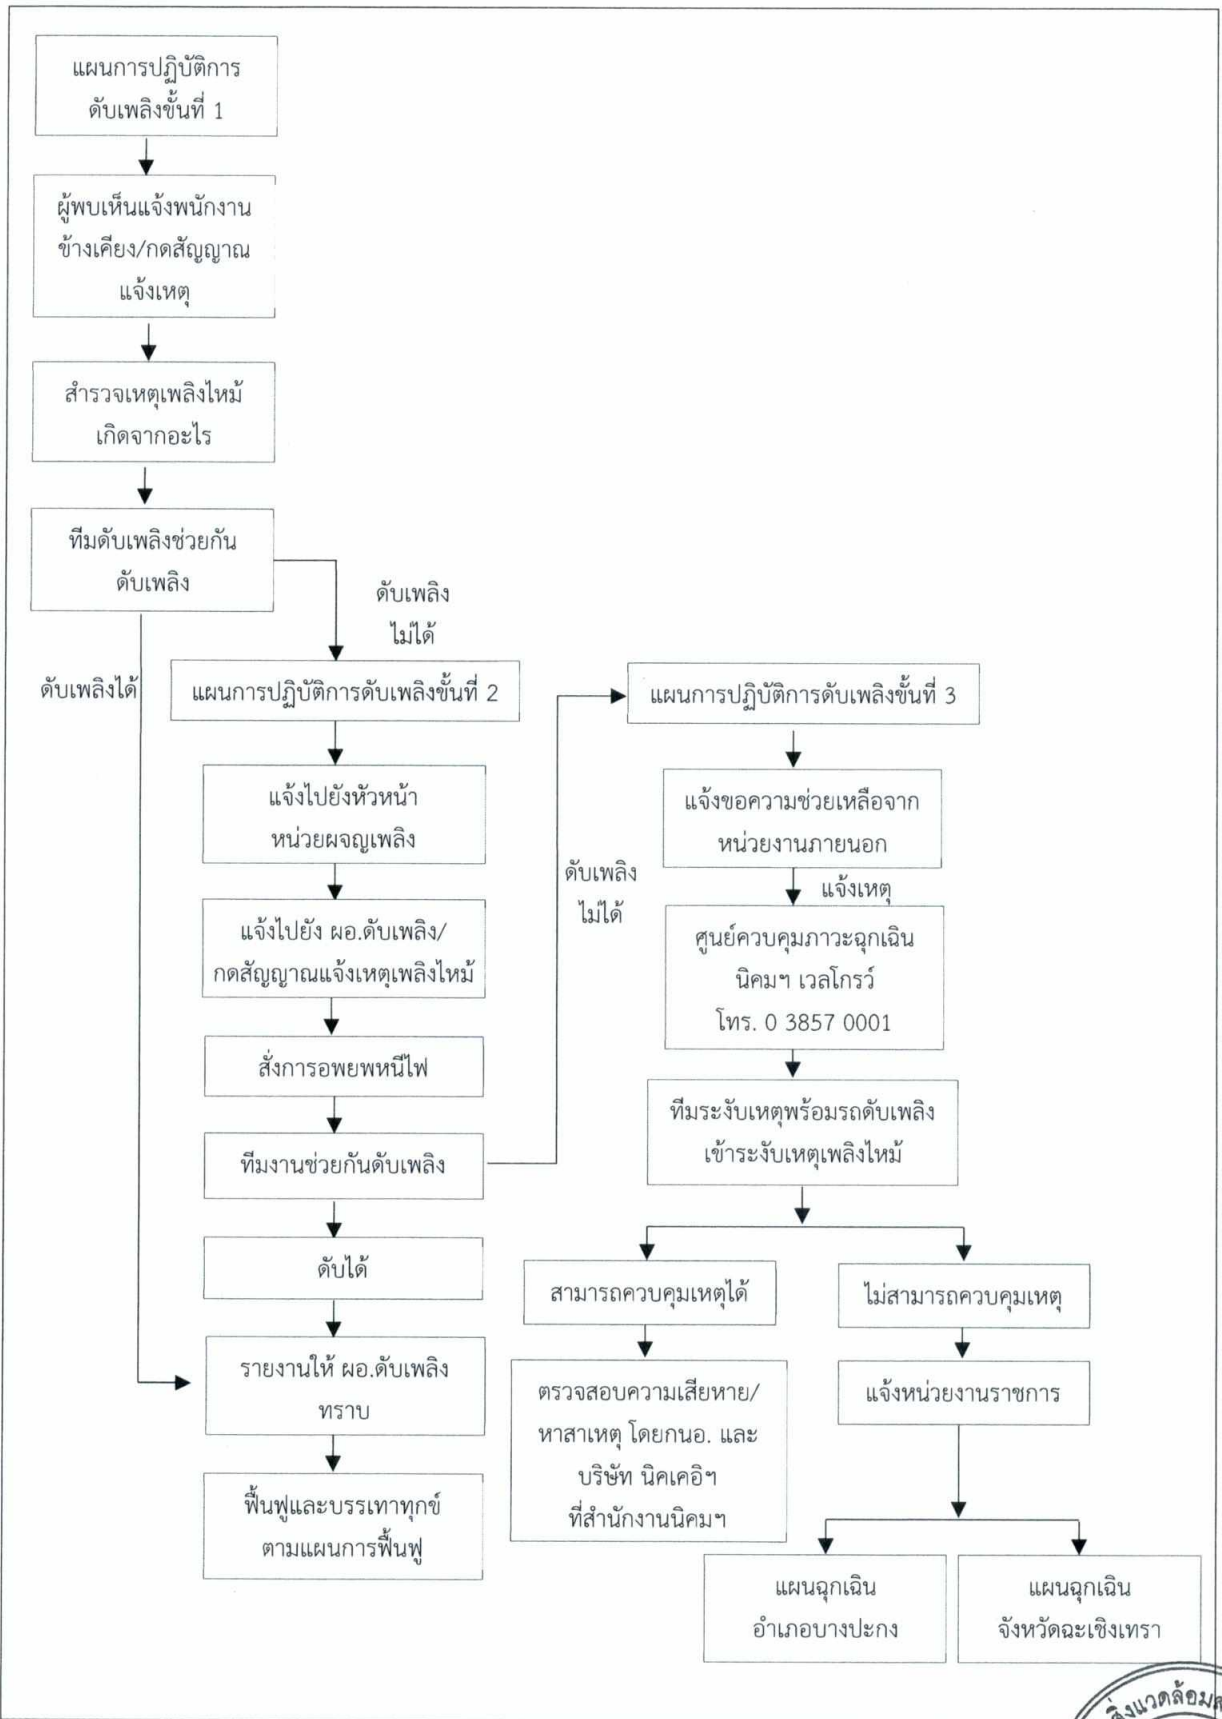 แผนการปฏิบัติการ
ดับเพลิงขั้นที่ 1
ผู้พบเห็นแจ้งพนักงาน
ข้างเคียง/กดสัญญาณ
แจ้งเหตุ
สำรวจเหตุเพลิงไหม้
เกิดจากอะไร
ทีมดับเพลิงช่วยกัน
ดับเพลิง
ดับเพลิง
ไม่ได้
ดับเพลิงได้
แผนการปฏิบัติการดับเพลิงขั้นที่ 2
แจ้งไปยังหัวหน้า
หน่วยผจญเพลิง
แจ้งไปยัง ผอ.ดับเพลิง/
กดสัญญาณแจ้งเหตุเพลิงไหม้
สั่งการอพยพหนีไฟ
ทีมงานช่วยกันดับเพลิง
ดับได้
รายงานให้ ผอ.ดับเพลิง
ทราบ
ฟื้นฟูและบรรเทาทุกข์
ตามแผนการฟื้นฟู
ดับเพลิง
ไม่ได้
แผนการปฏิบัติการดับเพลิงขั้นที่ 3
แจ้งขอความช่วยเหลือจาก
หน่วยงานภายนอก
แจ้งเหตุ
ศูนย์ควบคุมภาวะฉุกเฉิน
นิคมฯ เวลโกรว์
โทร. 0 3857 0001
ทีมระงับเหตุพร้อมรถดับเพลิง
เข้าระงับเหตุเพลิงไหม้
สามารถควบคุมเหตุได้
ตรวจสอบความเสียหาย/
หาสาเหตุ โดยกนอ. และ
บริษัท นิคเคอิฯ
ที่สำนักงานนิคมฯ
ไม่สามารถควบคุมเหตุ
แจ้งหน่วยงานราชการ
แผนฉุกเฉิน
อำเภอบางปะกง
แผนฉุกเฉิน
จังหวัดฉะเชิงเทรา
สิ่งแวดล้อม